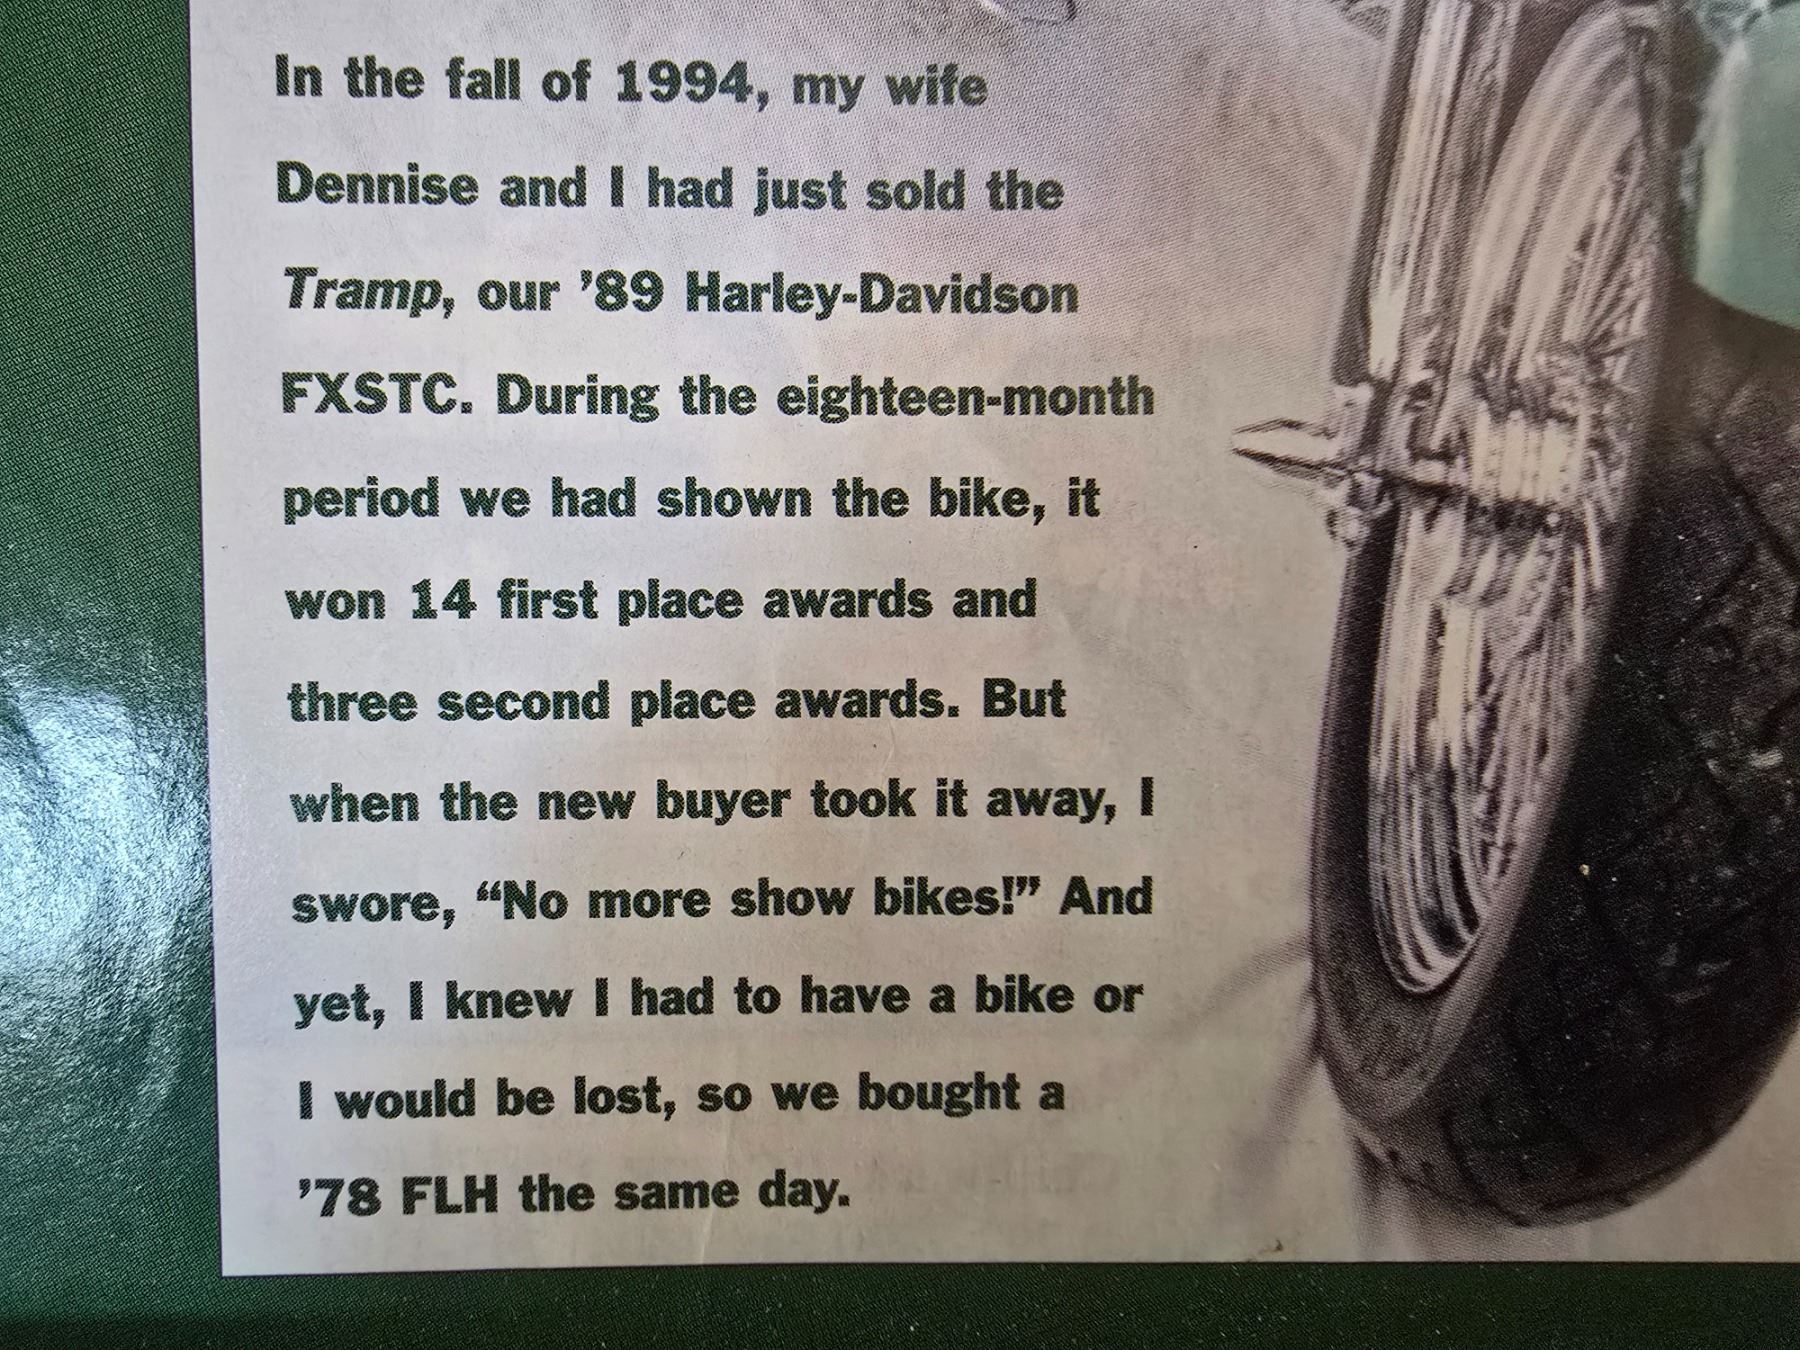 In the fall of 1994, my wife
Dennise and I had just sold the
Tramp, our ’89 Harley-Davidson
FXSTC. During the eighteen-month
period we had shown the bike, it
won 14 first place awards and
three second place awards. But
when the new buyer took it away, I
swore, “No more show bikes!” And
yet, I knew I had to have a bike or
I would be lost, so we bought a
’78 FLH the same day.